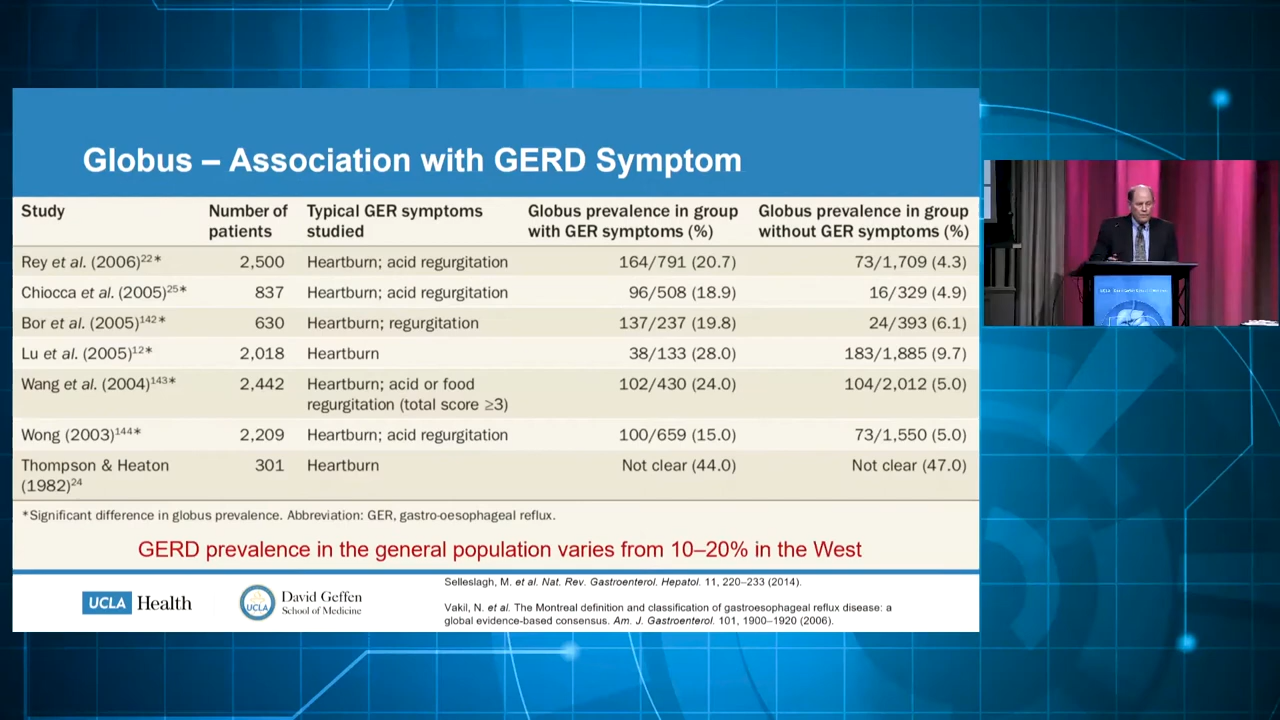 Globus – Association with GERD Symptom
Study Number of patients Typical GER symptoms studied Globus prevalence in group with GER symptoms (%) Globus prevalence in group without GER symptoms (%)
Rey et al. (2006)22* 2,500 Heartburn; acid regurgitation 164/791 (20.7) 73/1,709 (4.3)
Chiocca et al. (2005)25* 837 Heartburn; acid regurgitation 96/508 (18.9) 16/329 (4.9)
Bor et al. (2005)142* 630 Heartburn; regurgitation 137/237 (19.8) 24/393 (6.1)
Lu et al. (2005)12* 2,018 Heartburn 38/133 (28.0) 183/1,885 (9.7)
Wang et al. (2004)143* 2,442 Heartburn; acid or food regurgitation (total score ≥3) 102/430 (24.0) 104/2,012 (5.0)
Wong (2003)144* 2,209 Heartburn; acid regurgitation 100/659 (15.0) 73/1,550 (5.0)
Thompson & Heaton (1982)24 301 Heartburn Not clear (44.0) Not clear (47.0)
*Significant difference in globus prevalence. Abbreviation: GER, gastro-oesophageal reflux.
GERD prevalence in the general population varies from 10–20% in the West
UCLA Health
UCLA
David Geffen
School of Medicine
Selleslagh, M. et al. Nat. Rev. Gastroenterol. Hepatol. 11, 220–233 (2014).
Vakil, N. et al. The Montreal definition and classification of gastroesophageal reflux disease: a
global evidence-based consensus. Am. J. Gastroenterol. 101, 1900–1920 (2006).